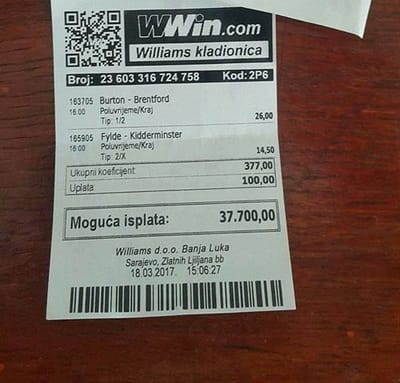 WWin.com
Williams kladionica
Broj: 23 603 316 724 758 Kod: 2P6
163705 Burton - Brentford
16:00 Poluvrijeme/Kraj
Tip: 1/2 26,00
165905 Fylde - Kidderminster
16:00 Poluvrijeme/Kraj
Tip: 2/X 14,50
Ukupni koeficijent: 377,00
Uplata: 100,00
Moguća isplata: 37.700,00
Williams d.o.o. Banja Luka
Sarajevo, Zlatnih Ljiljana bb
18.03.2017. 15:06:27